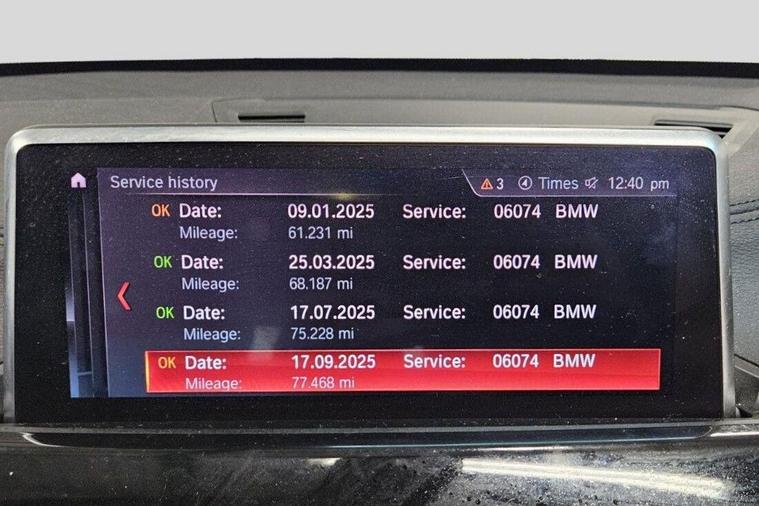 Service history 3 4 Times 12:40 pm
OK Date: 09.01.2025 Service: 06074 BMW
Mileage: 61.231 mi
OK Date: 25.03.2025 Service: 06074 BMW
Mileage: 68.187 mi
OK Date: 17.07.2025 Service: 06074 BMW
Mileage: 75.228 mi
OK Date: 17.09.2025 Service: 06074 BMW
Mileage: 77.468 mi